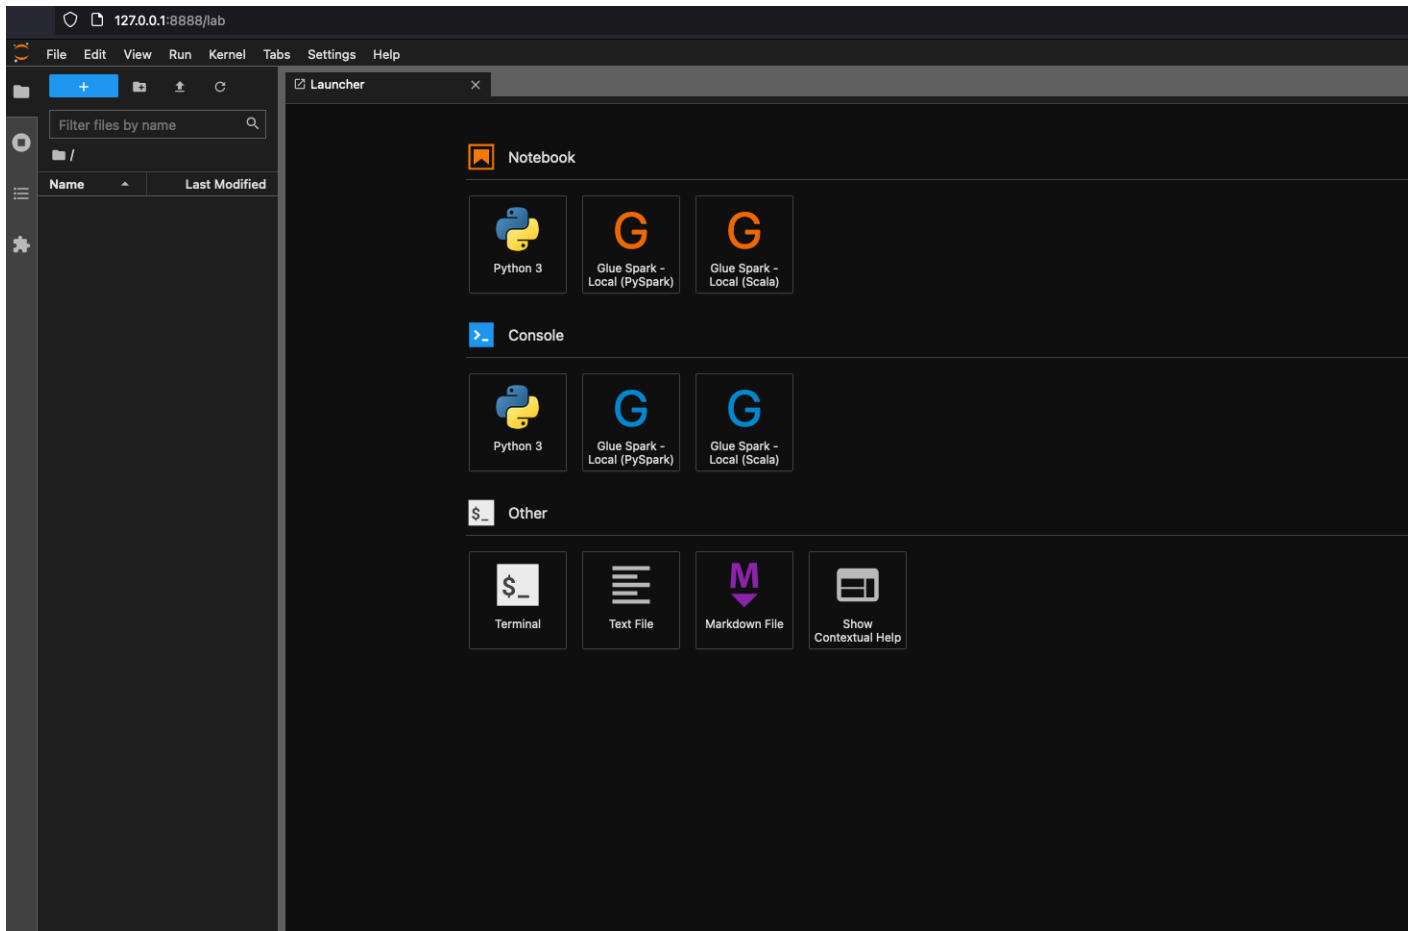 127.0.0.1:8888/lab
File Edit View Run Kernel Tabs Settings Help
+
Launcher
Filter files by name
/
Name Last Modified
Notebook
Python 3
G
Glue Spark -
Local (PySpark)
G
Glue Spark -
Local (Scala)
>_ Console
Python 3
G
Glue Spark -
Local (PySpark)
G
Glue Spark -
Local (Scala)
$_ Other
$_
Terminal
Text File
M
Markdown File
Show
Contextual Help